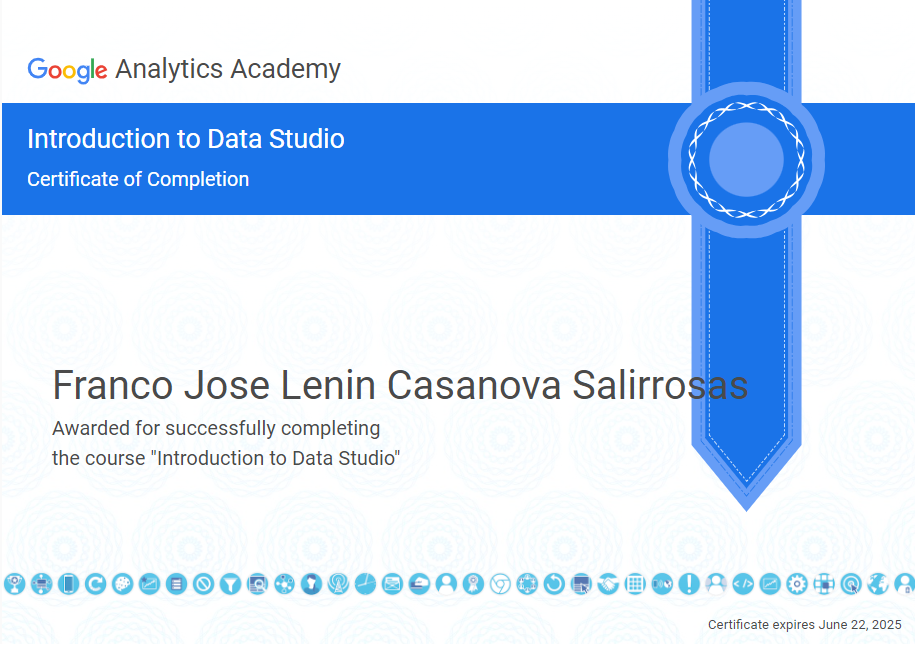 Google Analytics Academy
Introduction to Data Studio
Certificate of Completion
Franco Jose Lenin Casanova Salirrosas
Awarded for successfully completing
the course "Introduction to Data Studio"
Certificate expires June 22, 2025